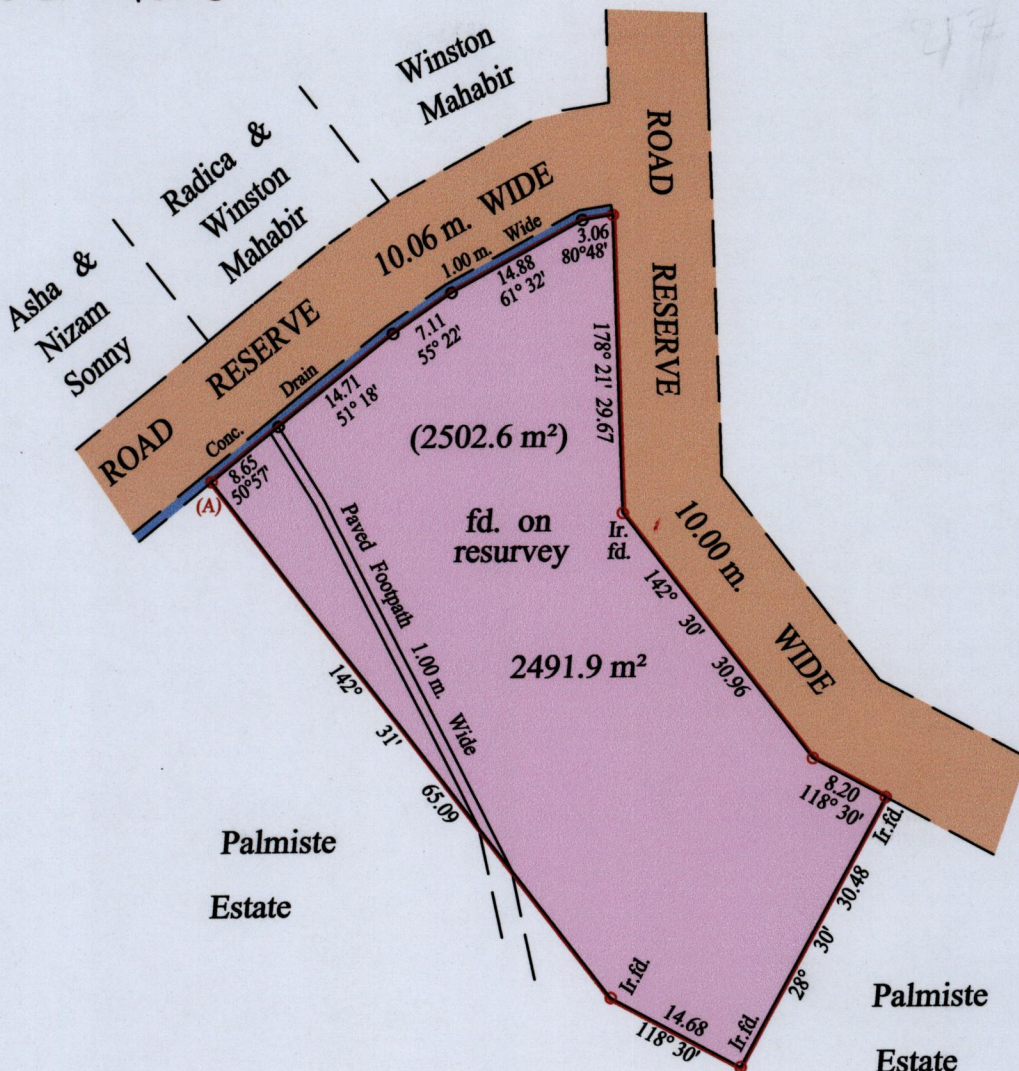 Winston
Mahabir
Radica &
Winston
Mahabir
Asha &
Nizam
Sonny
ROAD RESERVE 10.06 m. WIDE
ROAD RESERVE 10.00 m. WIDE
Conc. Drain 1.00 m. Wide
3.06
80°48'
14.88
61° 32'
7.11
55° 22'
14.71
51° 18'
8.65
50°57'
(A)
178° 21' 29.67
(2502.6 m²)
fd. on
resurvey
Ir.
fd.
2491.9 m²
Paved Footpath 1.00 m. Wide
142° 30' 30.96
142° 31' 65.09
8.20
118° 30'
Ir.fd.
28° 30' 30.48
Ir.fd.
14.68
118° 30'
Ir.fd.
Palmiste
Estate
Palmiste
Estate